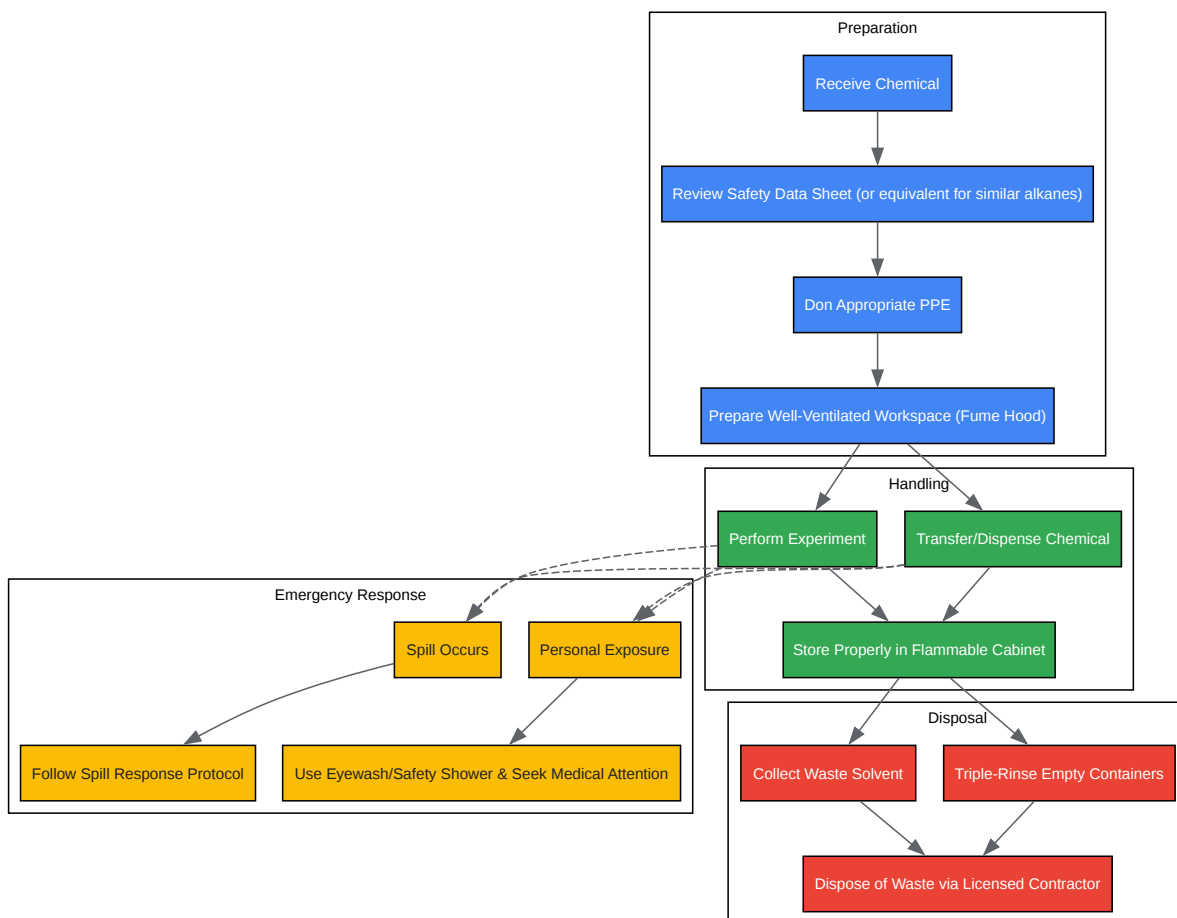 Preparation
Receive Chemical
Review Safety Data Sheet (or equivalent for similar alkanes)
Don Appropriate PPE
Prepare Well-Ventilated Workspace (Fume Hood)
Handling
Perform Experiment
Transfer/Dispense Chemical
Store Properly in Flammable Cabinet
Emergency Response
Spill Occurs
Personal Exposure
Follow Spill Response Protocol
Use Eyewash/Safety Shower & Seek Medical Attention
Disposal
Collect Waste Solvent
Triple-Rinse Empty Containers
Dispose of Waste via Licensed Contractor